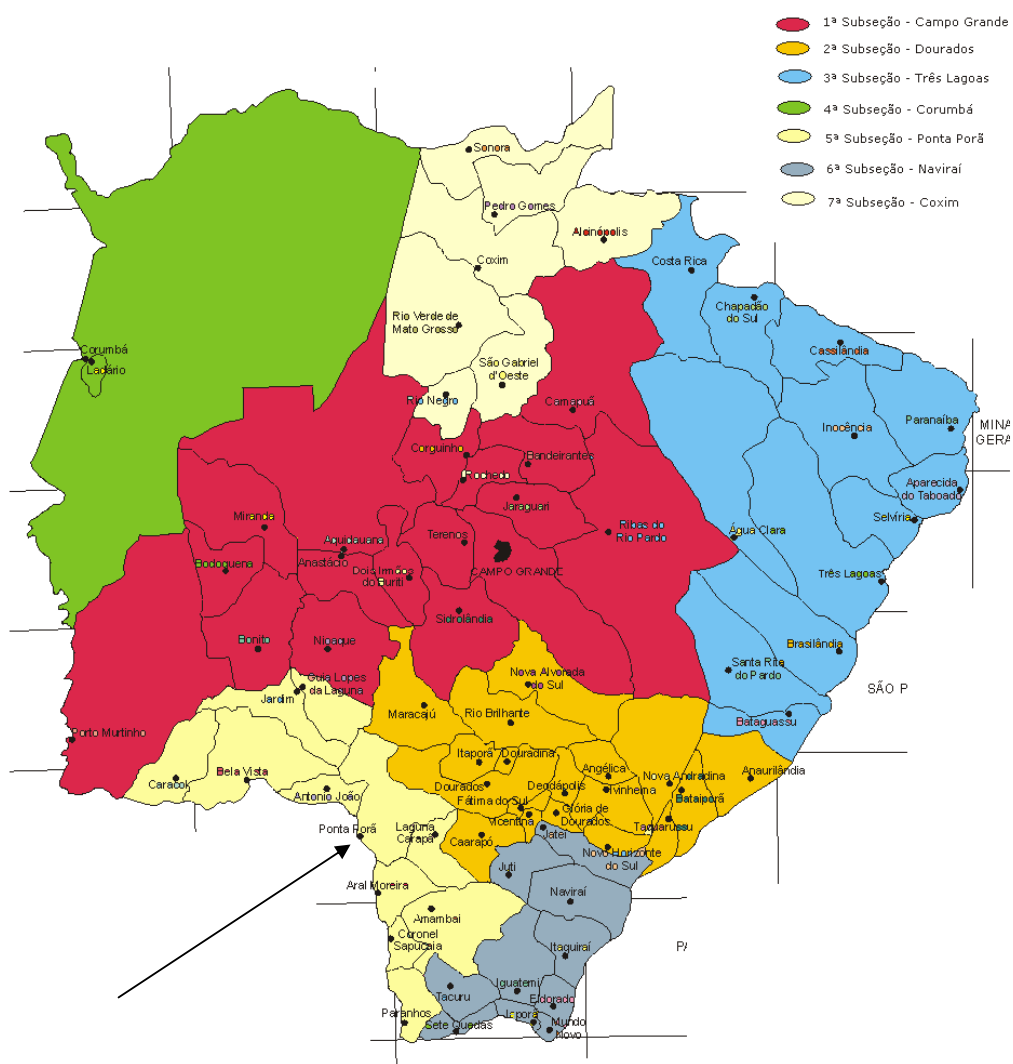 1ª Subseção - Campo Grande
2ª Subseção - Dourados
3ª Subseção - Três Lagoas
4ª Subseção - Corumbá
5ª Subseção - Ponta Porã
6ª Subseção - Naviraí
7ª Subseção - Coxim
Sonora
Pedro Gomes
Alcinópolis
Coxim
Costa Rica
Chapadão
do Sul
Rio Verde de
Mato Grosso
Cassilândia
Corumbá
Ladário
São Gabriel
d'Oeste
Rio Negro
Camapuã
Paranaíba
Inocência
MINA
GERA
Corguinho
Bandeirantes
Rochedo
Aparecida
do Taboado
Jaraguari
Selvíria
Miranda
Ribas do
Rio Pardo
Água Clara
Terenos
Aquidauana
Anastácio
Bodoquena
Dois Irmãos
do Buriti
CAMPO GRANDE
Três Lagoas
Sidrolândia
Bonito
Nioaque
Brasilândia
Santa Rita
do Pardo
SÃO P
Nova Alvorada
do Sul
Guia Lopes
da Laguna
Jardim
Maracajú
Rio Brilhante
Bataguassu
Porto Murtinho
Itaporã
Douradina
Angélica
Nova Andradina
Anaurilândia
Caracol
Bela Vista
Dourados
Deodápolis
Ivinhema
Batayporã
Antonio João
Fátima do Sul
Vicentina
Glória de
Dourados
Taquarussu
Ponta Porã
Laguna
Carapã
Caarapó
Jateí
Novo Horizonte
do Sul
Juti
Aral Moreira
Naviraí
Amambai
Coronel
Sapucaia
Itaquiraí
PA
Tacuru
Iguatemi
Eldorado
Paranhos
Sete Quedas
Japorã
Mundo
Novo